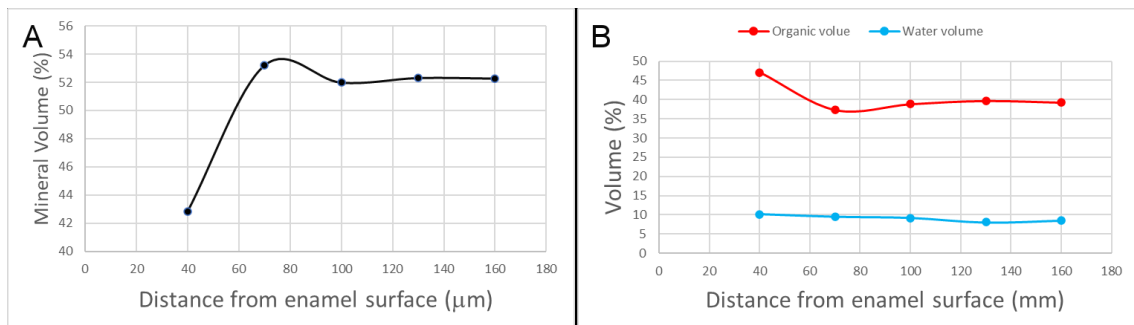 A
Mineral Volume (%)
56
54
52
50
48
46
44
42
40
0 20 40 60 80 100 120 140 160 180
Distance from enamel surface (μm)
B
Organic volue Water volume
Volume (%)
50
45
40
35
30
25
20
15
10
5
0
0 20 40 60 80 100 120 140 160 180
Distance from enamel surface (mm)